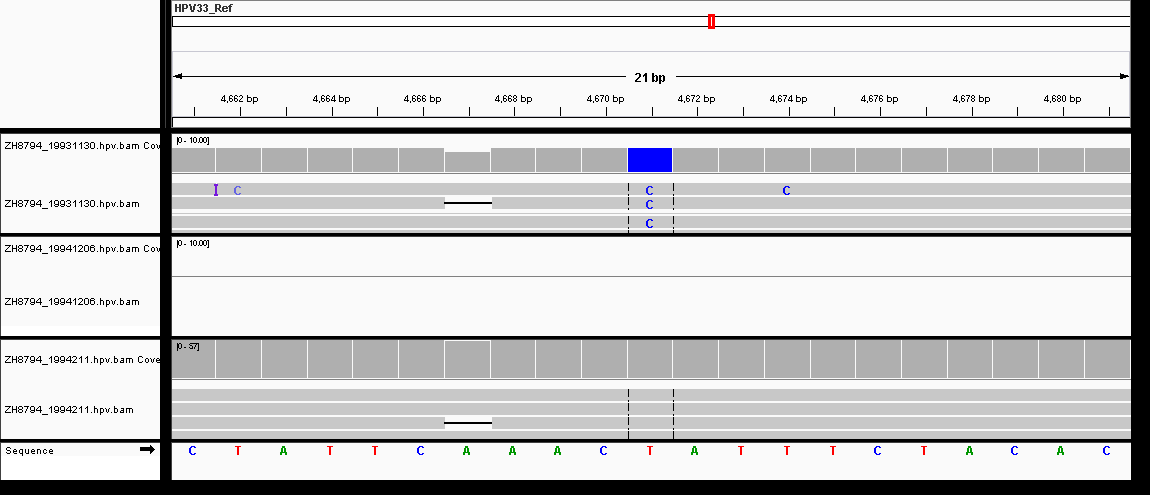 HPV33_Ref
21 bp
4,662 bp 4,664 bp 4,666 bp 4,668 bp 4,670 bp 4,672 bp 4,674 bp 4,676 bp 4,678 bp 4,680 bp
[0 - 10.00]
ZH8794_19931130.hpv.bam Cov
I C C C
ZH8794_19931130.hpv.bam C
C
[0 - 10.00]
ZH8794_19941206.hpv.bam Cov
ZH8794_19941206.hpv.bam
[0 - 57]
ZH8794_1994211.hpv.bam Cove
ZH8794_1994211.hpv.bam
Sequence C T A T T C A A A C T A T T T C T A C A C